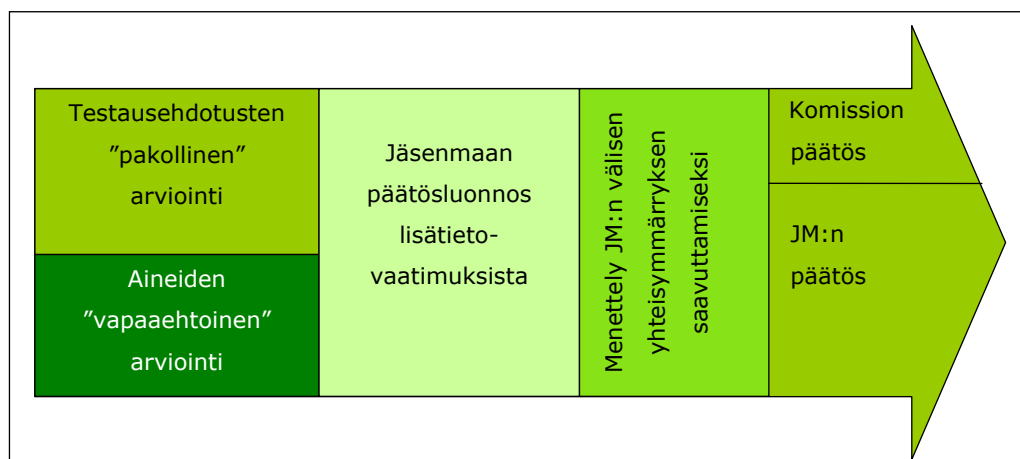 Testausehdotusten
”pakollinen”
arviointi
Aineiden
”vapaaehtoinen”
arviointi
Jäsenmaan
päätösluonnos
lisätieto-
vaatimuksista
Menettely JM:n välisen
yhteisymmärryksen
saavuttamiseksi
Komission
päätös
JM:n
päätös